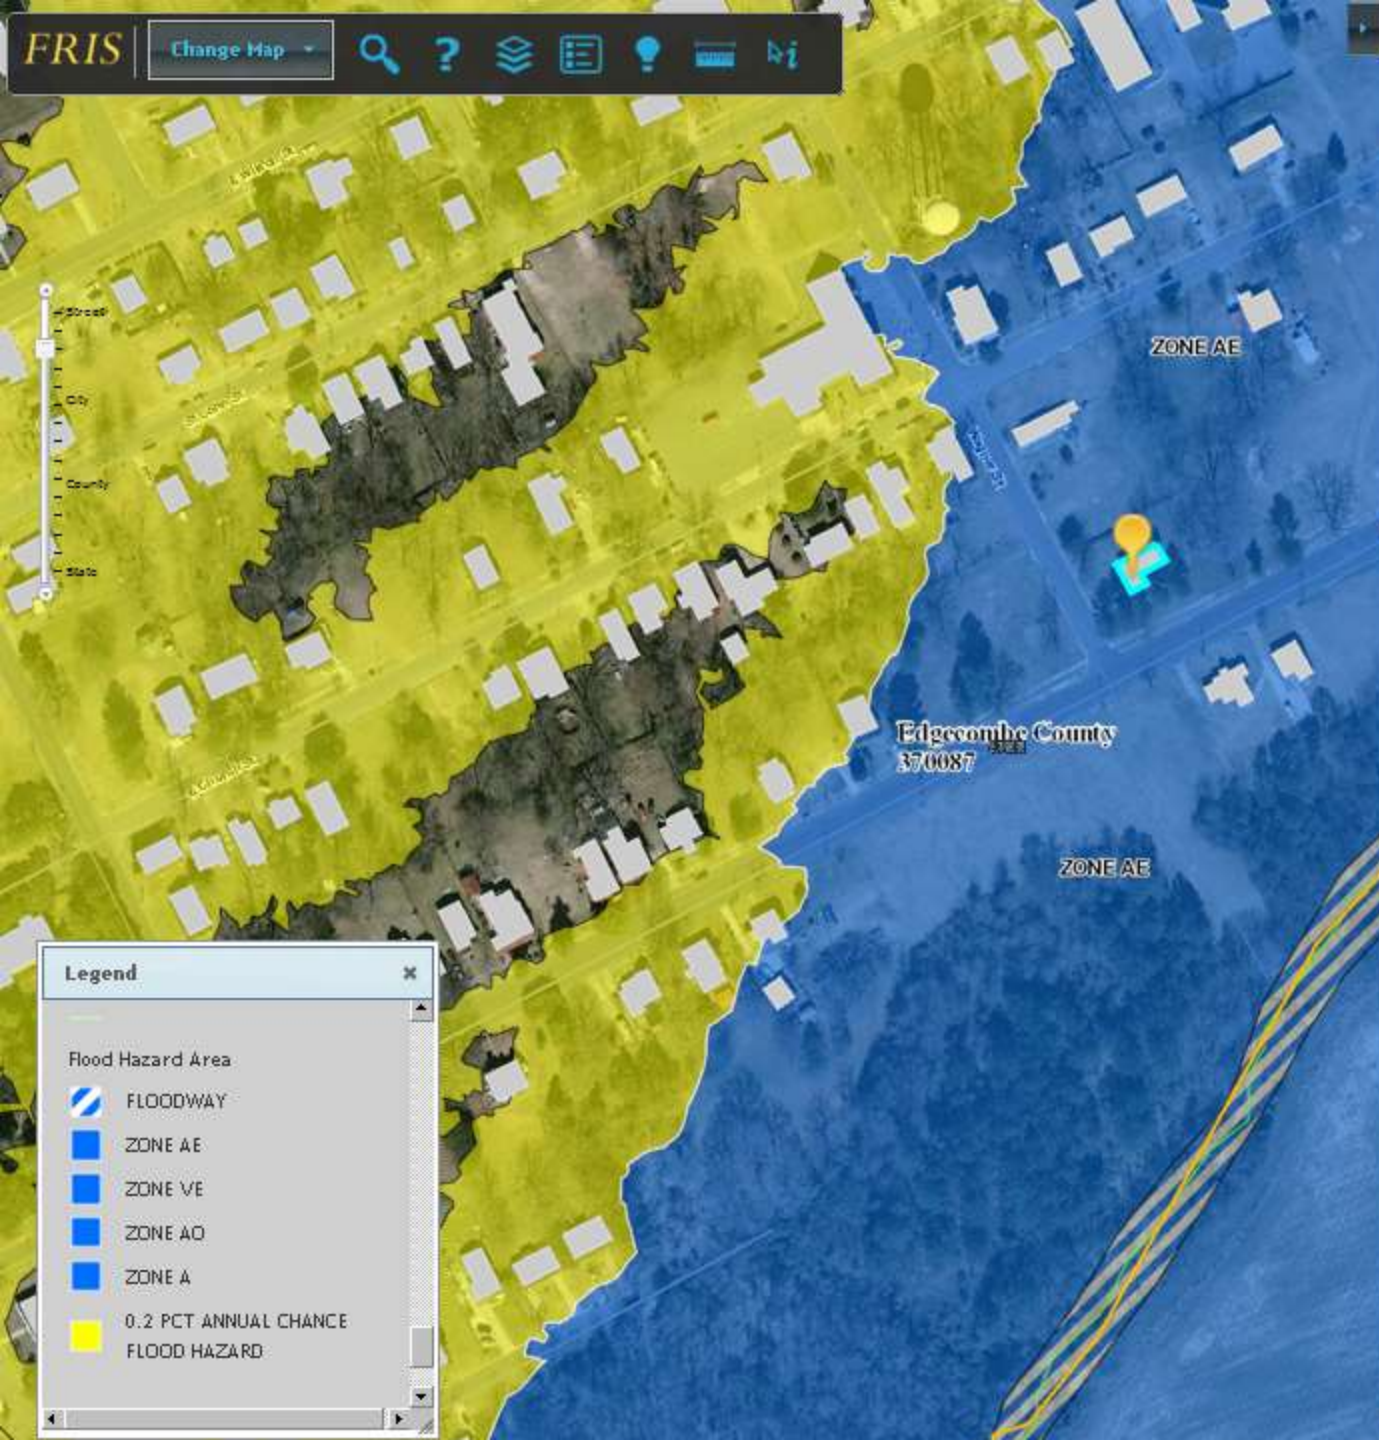 FRIS
Change Map
Street
City
County
State
ZONE AE
Edgecombe County
370087
ZONE AE
Legend
Flood Hazard Area
FLOODWAY
ZONE AE
ZONE VE
ZONE AO
ZONE A
0.2 PCT ANNUAL CHANCE
FLOOD HAZARD